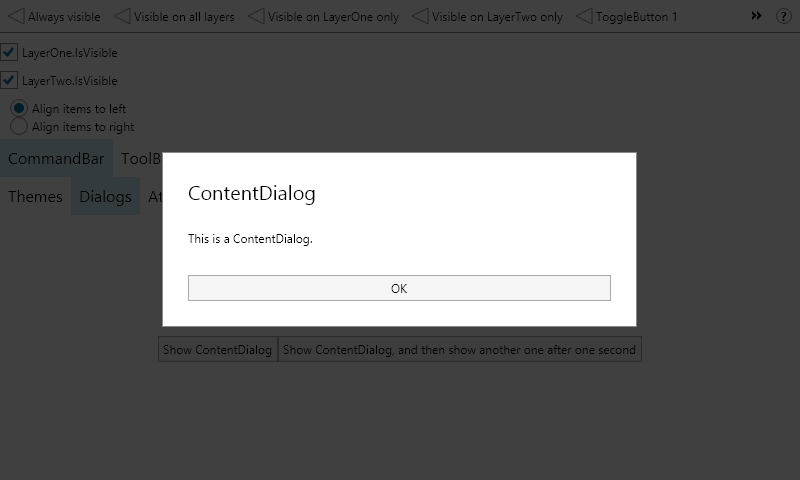 Always visible Visible on all layers Visible on LayerOne only Visible on LayerTwo only ToggleButton 1 » ?
LayerOne.IsVisible
LayerTwo.IsVisible
Align items to left
Align items to right
CommandBar ToolB
Themes Dialogs At
ContentDialog
This is a ContentDialog.
OK
Show ContentDialog Show ContentDialog, and then show another one after one second